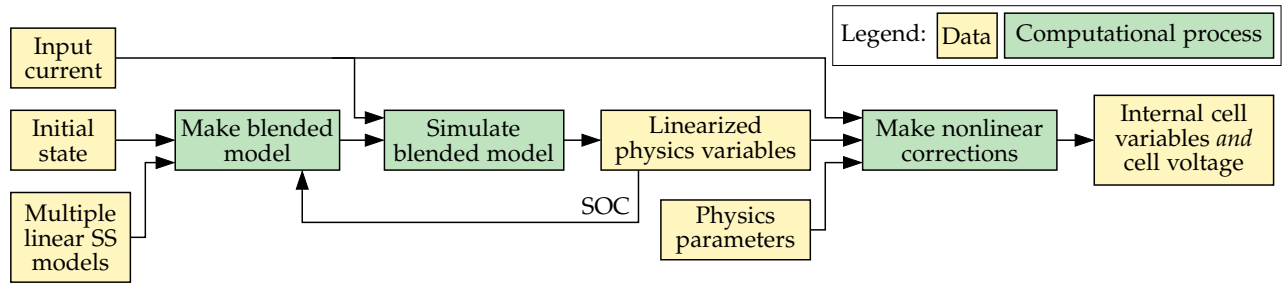 Legend:
Data
Computational process
Input
current
Initial
state
Make blended
model
Simulate
blended model
Linearized
physics variables
Make nonlinear
corrections
Internal cell
variables and
cell voltage
Multiple
linear SS
models
SOC
Physics
parameters